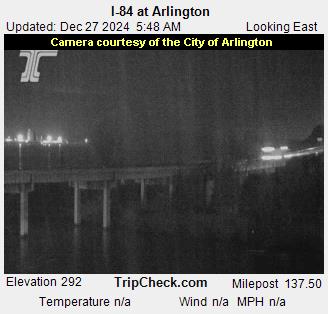 I-84 at Arlington
Updated: Dec 27 2024  5:48 AM Looking East
Camera courtesy of the City of Arlington
Elevation 292 TripCheck.com Milepost 137.50
Temperature n/a Wind n/a MPH n/a